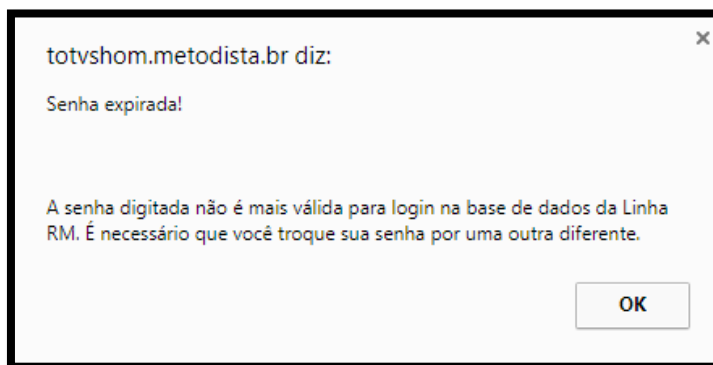 totvshom.metodista.br diz:
Senha expirada!
A senha digitada não é mais válida para login na base de dados da Linha
RM. É necessário que você troque sua senha por uma outra diferente.
OK